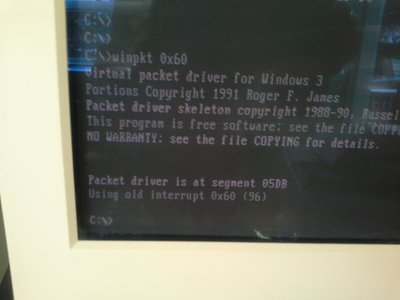 C:\>
C:\>
C:\>winpkt 0x60
Virtual packet driver for Windows 3
Portions Copyright 1991 Roger F. James
Packet driver skeleton copyright 1988-90, Russel
This program is free software; see the file COPY
NO WARRANTY; see the file COPYING for details.
Packet driver is at segment 05DB
Using old interrupt 0x60 (96)
C:\>